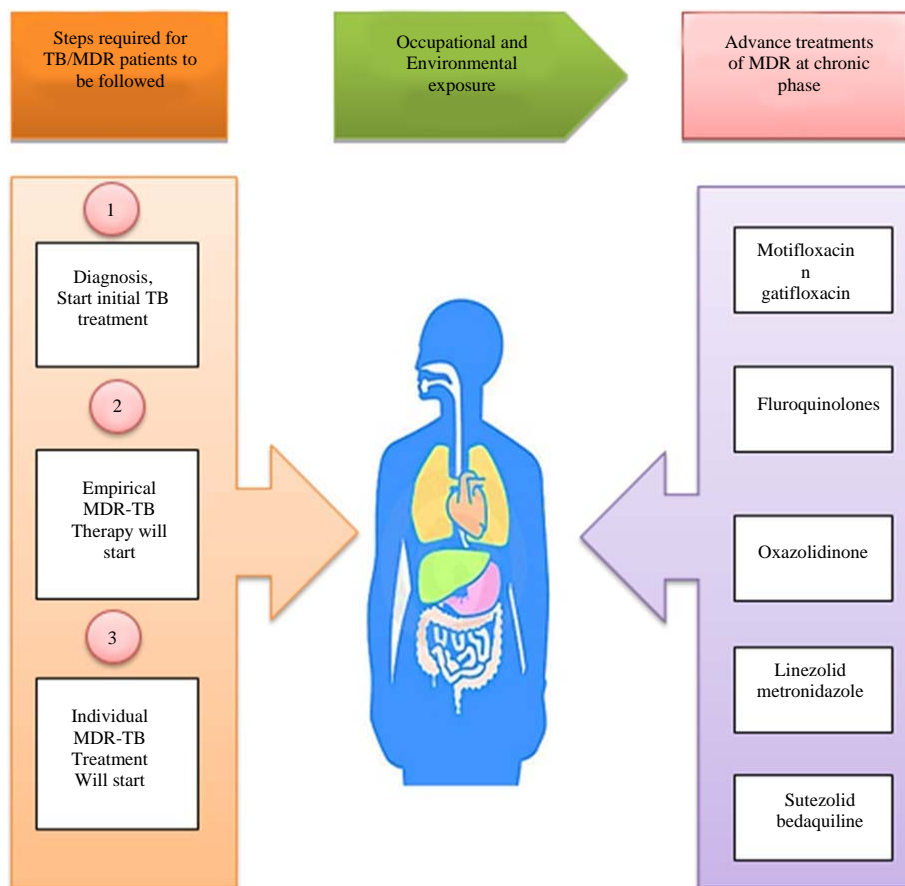 Steps required for
TB/MDR patients to
be followed
Occupational and
Environmental
exposure
Advance treatments
of MDR at chronic
phase
1
Diagnosis,
Start initial TB
treatment
2
Empirical
MDR-TB
Therapy will
start
3
Individual
MDR-TB
Treatment
Will start
Motifloxacin
n
gatifloxacin
Fluroquinolones
Oxazolidinone
Linezolid
metronidazole
Sutezolid
bedaquiline